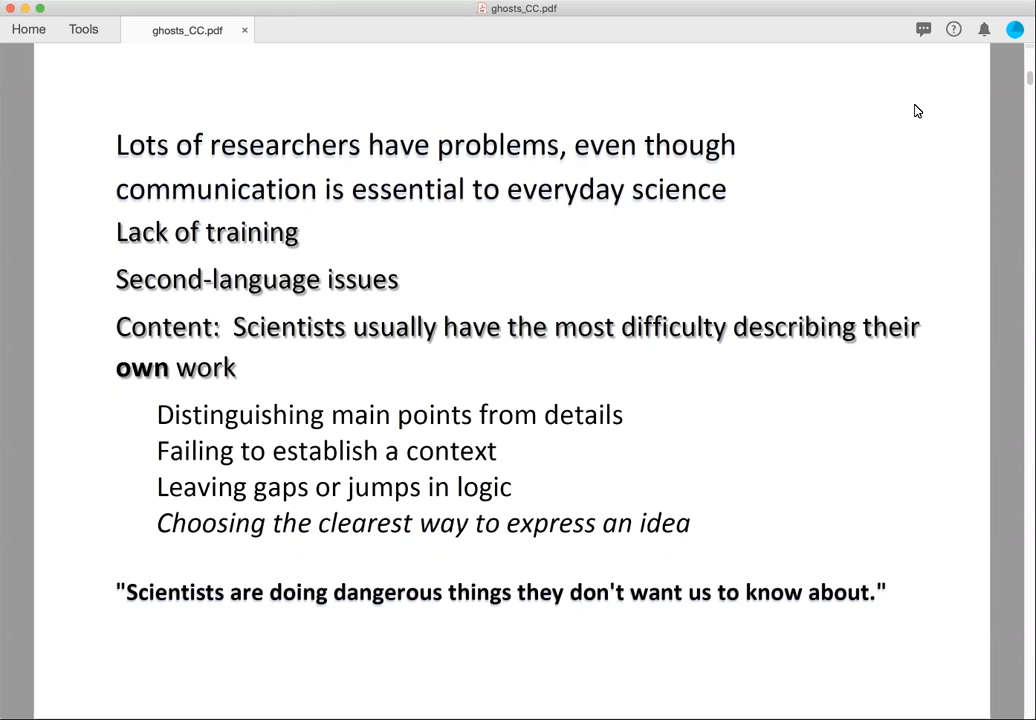 ghosts_CC.pdf
Home Tools ghosts_CC.pdf ×
Lots of researchers have problems, even though
communication is essential to everyday science
Lack of training
Second-language issues
Content:  Scientists usually have the most difficulty describing their
own work
Distinguishing main points from details
Failing to establish a context
Leaving gaps or jumps in logic
Choosing the clearest way to express an idea
"Scientists are doing dangerous things they don't want us to know about."